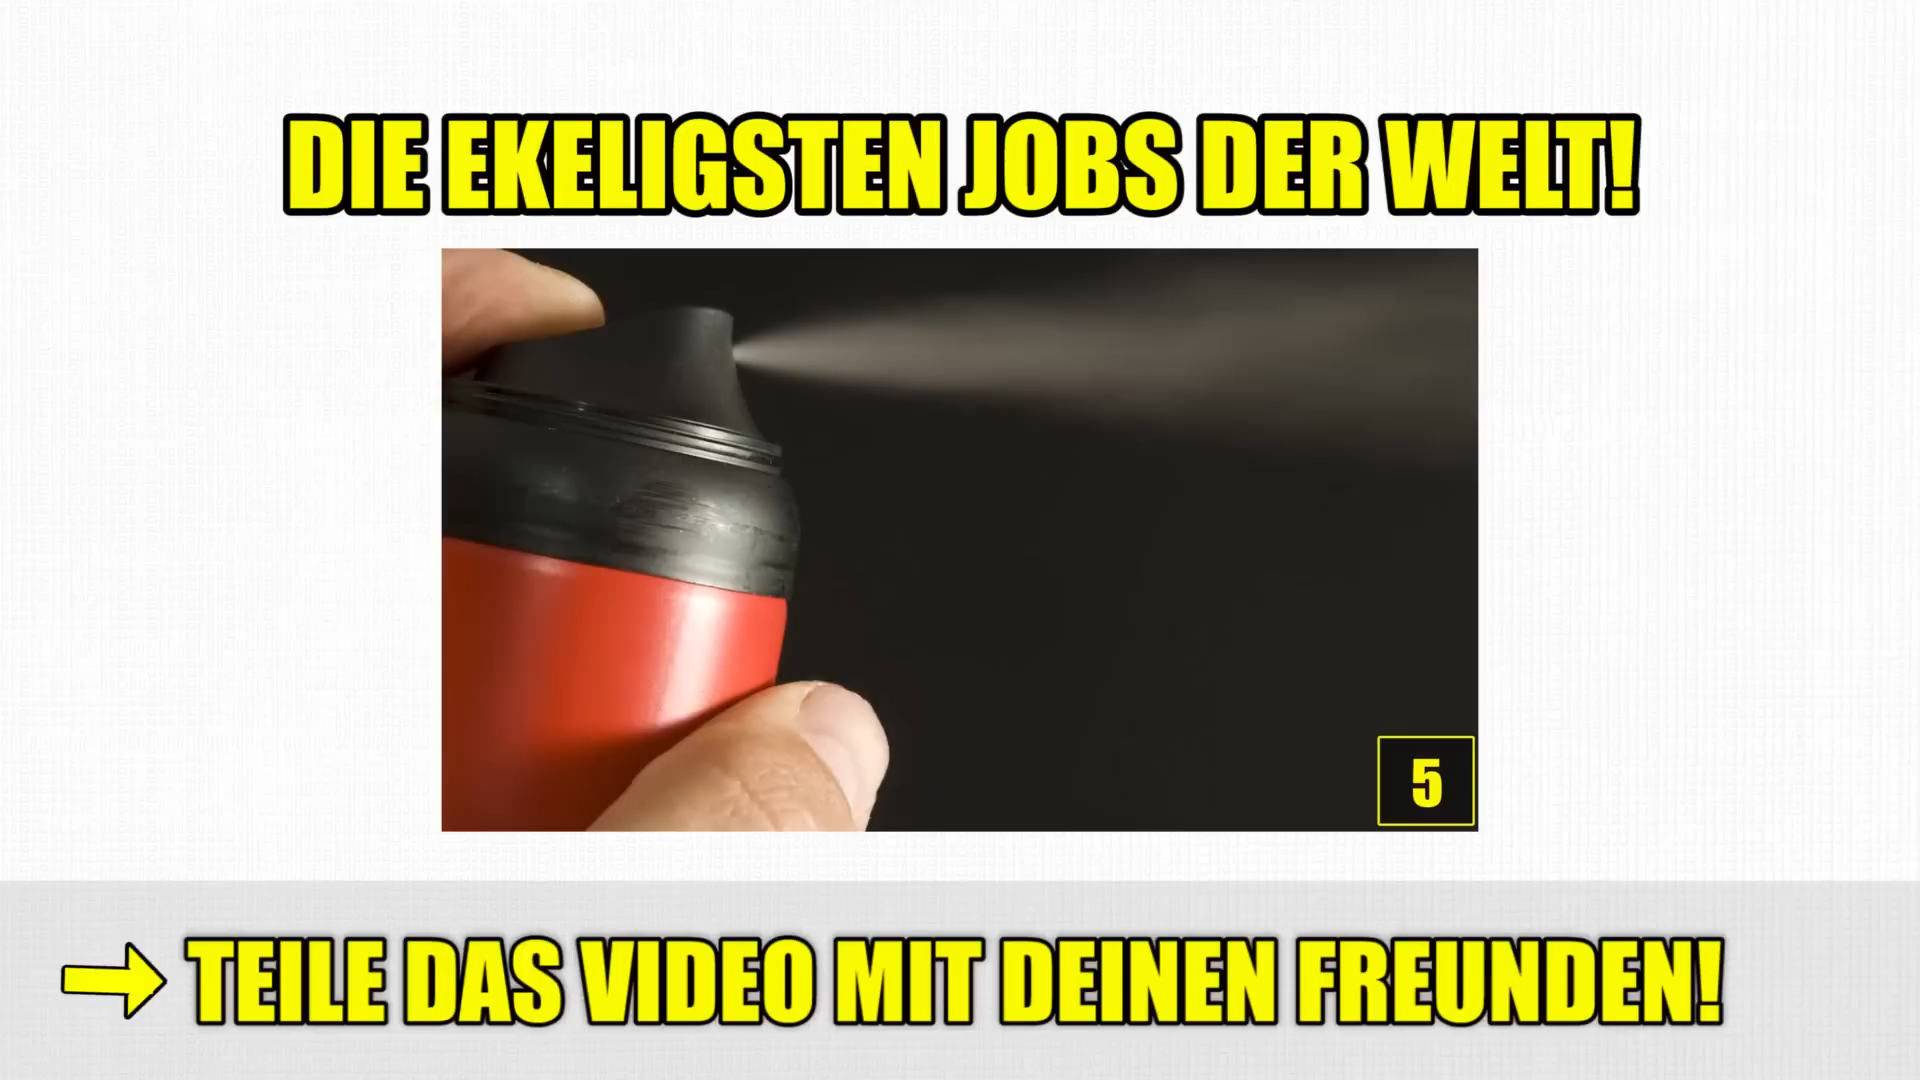 DIE EKELIGSTEN JOBS DER WELT!
5
TEILE DAS VIDEO MIT DEINEN FREUNDEN!